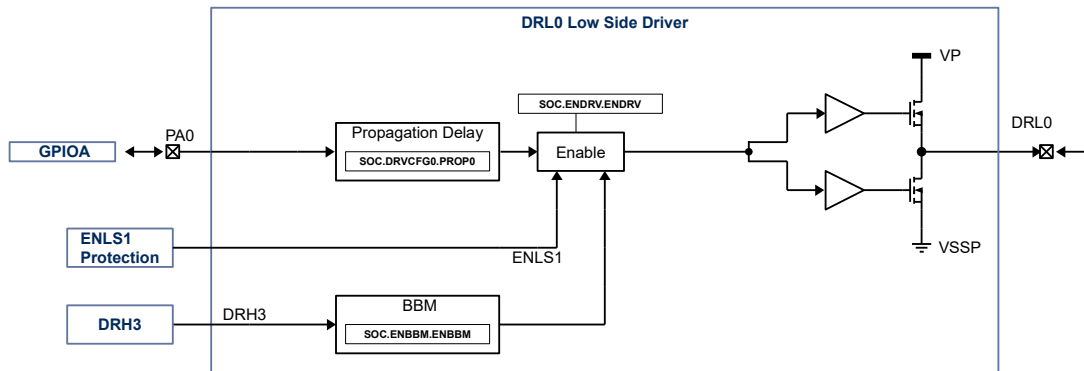 DRL0 Low Side Driver
VP
SOC.ENDRV.ENDRV
PA0
Propagation Delay
DRL0
GPIOA
SOC.DRVCFG0.PROP0
Enable
ENLS1
Protection
ENLS1
VSSP
DRH3
DRH3
BBM
SOC.ENBBM.ENBBM